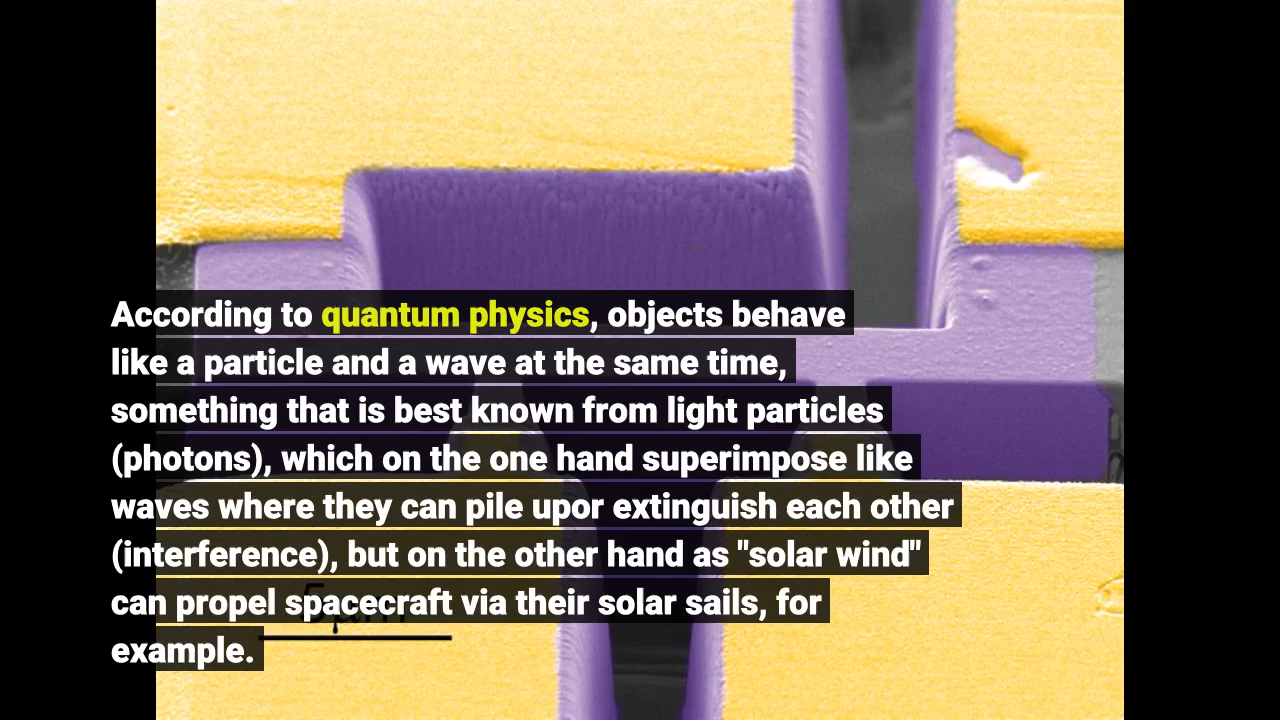 According to quantum physics, objects behave
like a particle and a wave at the same time,
something that is best known from light particles
(photons), which on the one hand superimpose like
waves where they can pile upor extinguish each other
(interference), but on the other hand as "solar wind"
can propel spacecraft via their solar sails, for
example.